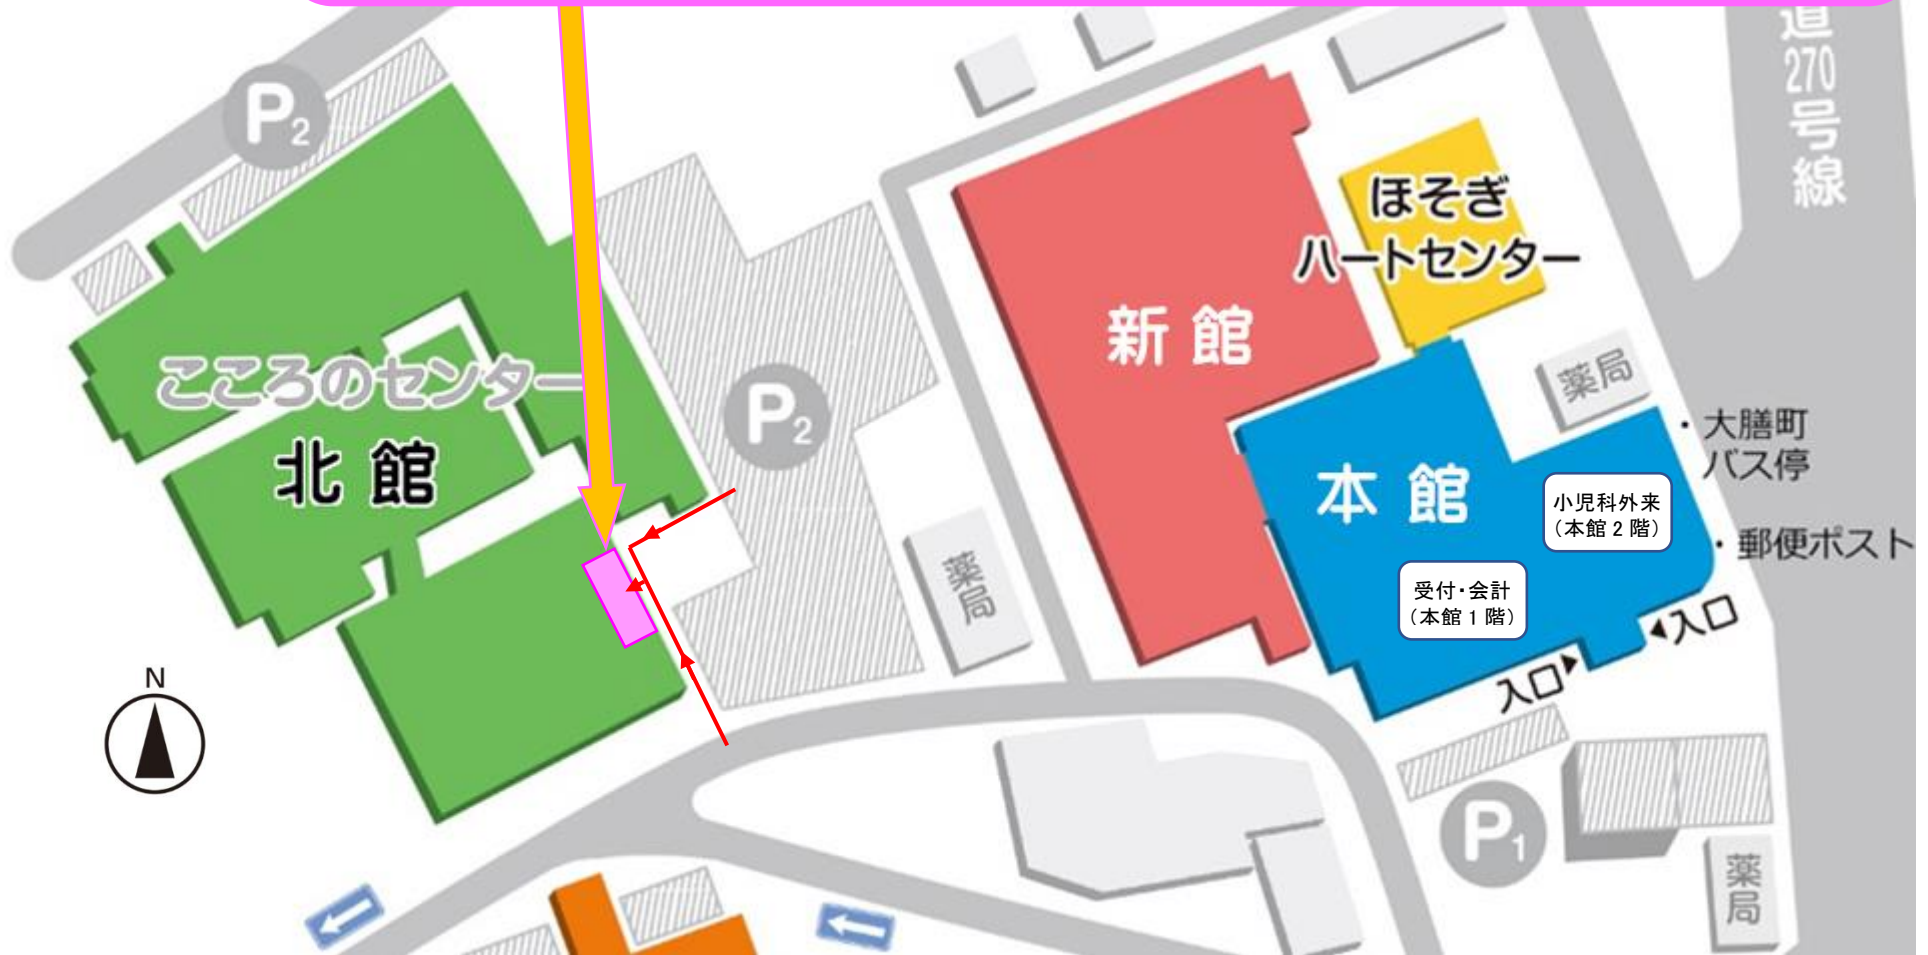 道270号線
P2
ほそぎ
ハートセンター
新館
こころのセンター
北館
P2
薬局
大膳町
バス停
本館
小児科外来
（本館2階）
・郵便ポスト
薬局
受付・会計
（本館1階）
◀入口
入口▶
N
P1
薬局